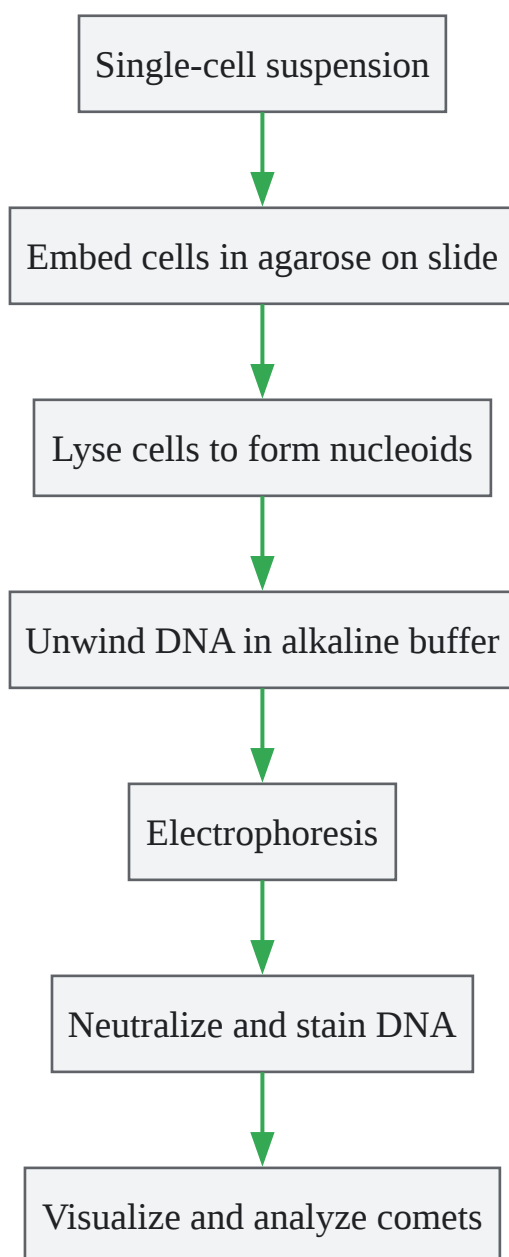 Single-cell suspension
Embed cells in agarose on slide
Lyse cells to form nucleoids
Unwind DNA in alkaline buffer
Electrophoresis
Neutralize and stain DNA
Visualize and analyze comets